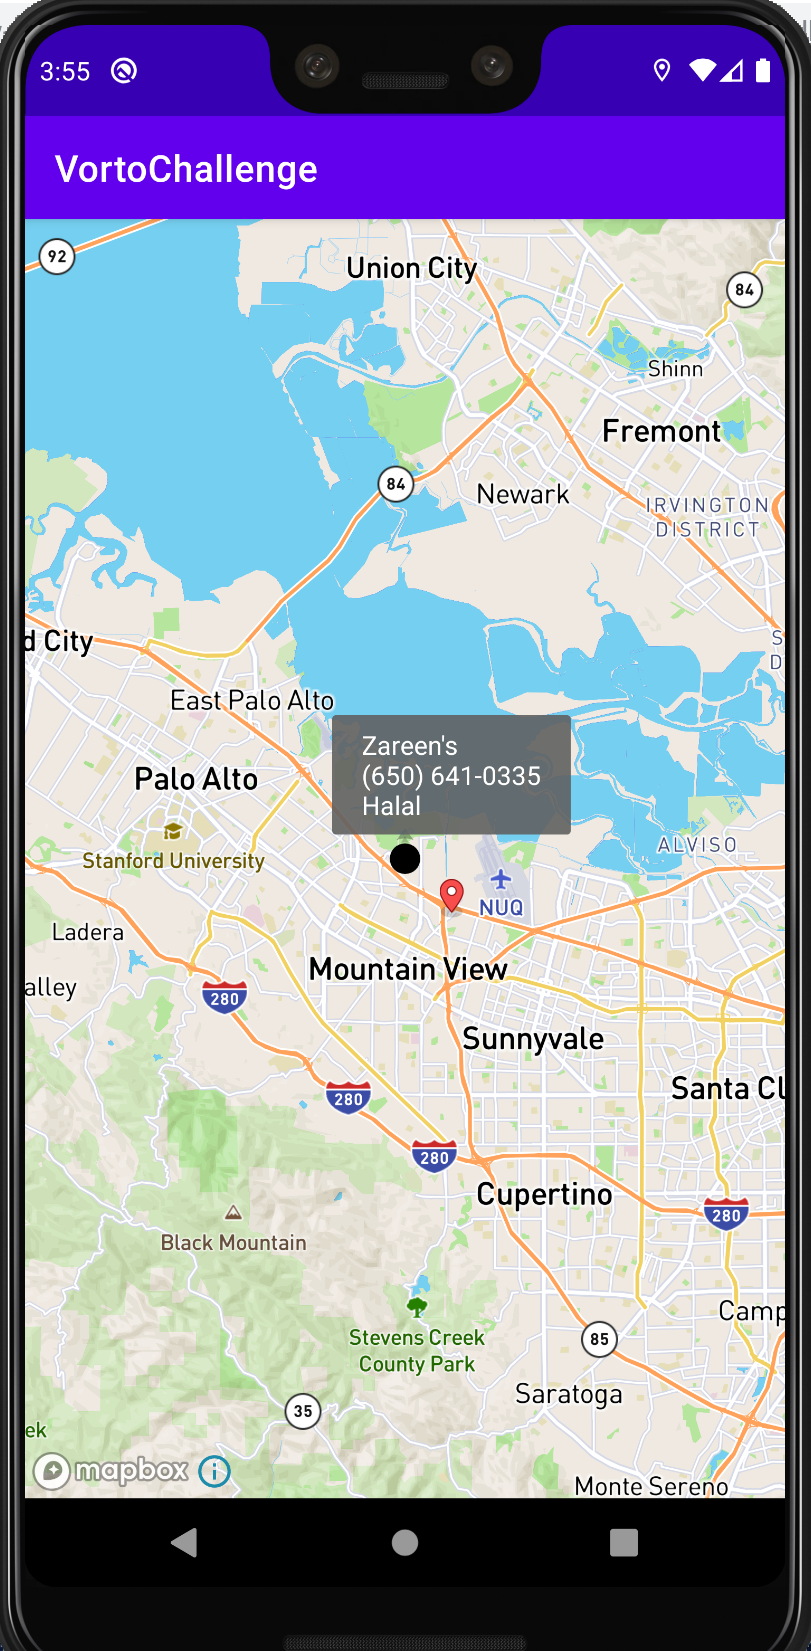 3:55
VortoChallenge
92
Union City
84
Shinn
Fremont
84
Newark
IRVINGTON
DISTRICT
d City
S
D
East Palo Alto
Zareen's
(650) 641-0335
Halal
Palo Alto
Stanford University
ALVISO
NUQ
Ladera
Mountain View
alley
280
Sunnyvale
Santa Cl
280
280
Cupertino
280
Black Mountain
Camp
Stevens Creek
County Park
85
Saratoga
35
ek
mapbox
Monte Sereno